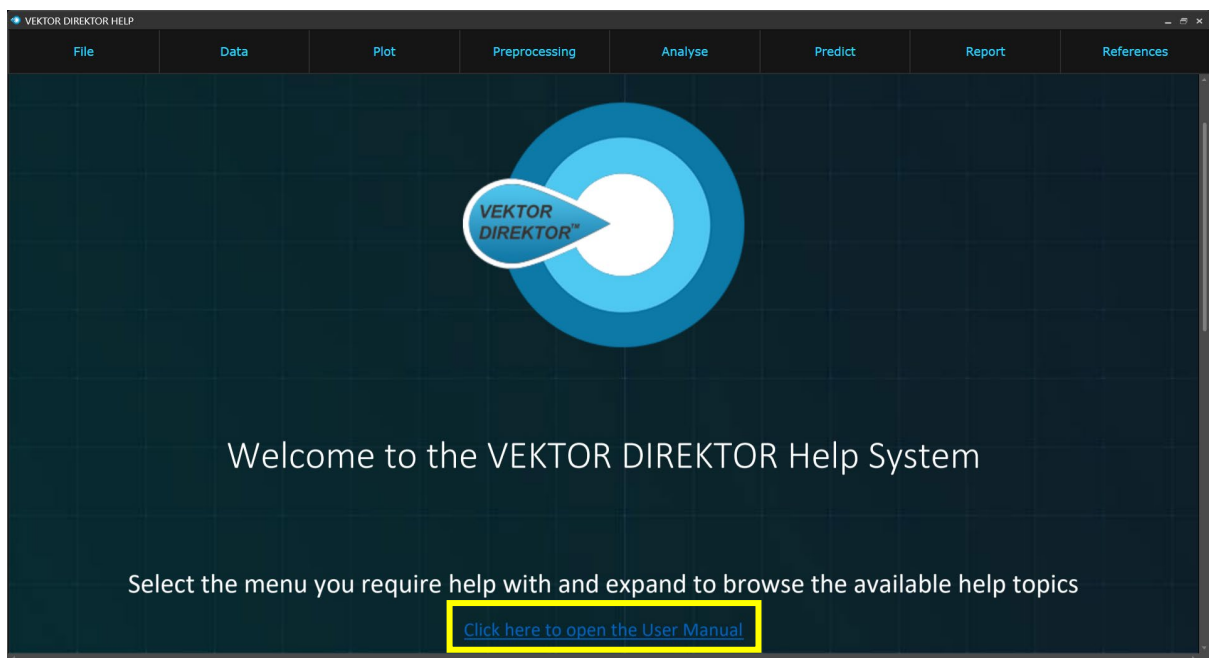 VEKTOR DIREKTOR HELP
File Data Plot Preprocessing Analyse Predict Report References
VEKTOR
DIREKTOR™
Welcome to the VEKTOR DIREKTOR Help System
Select the menu you require help with and expand to browse the available help topics
Click here to open the User Manual